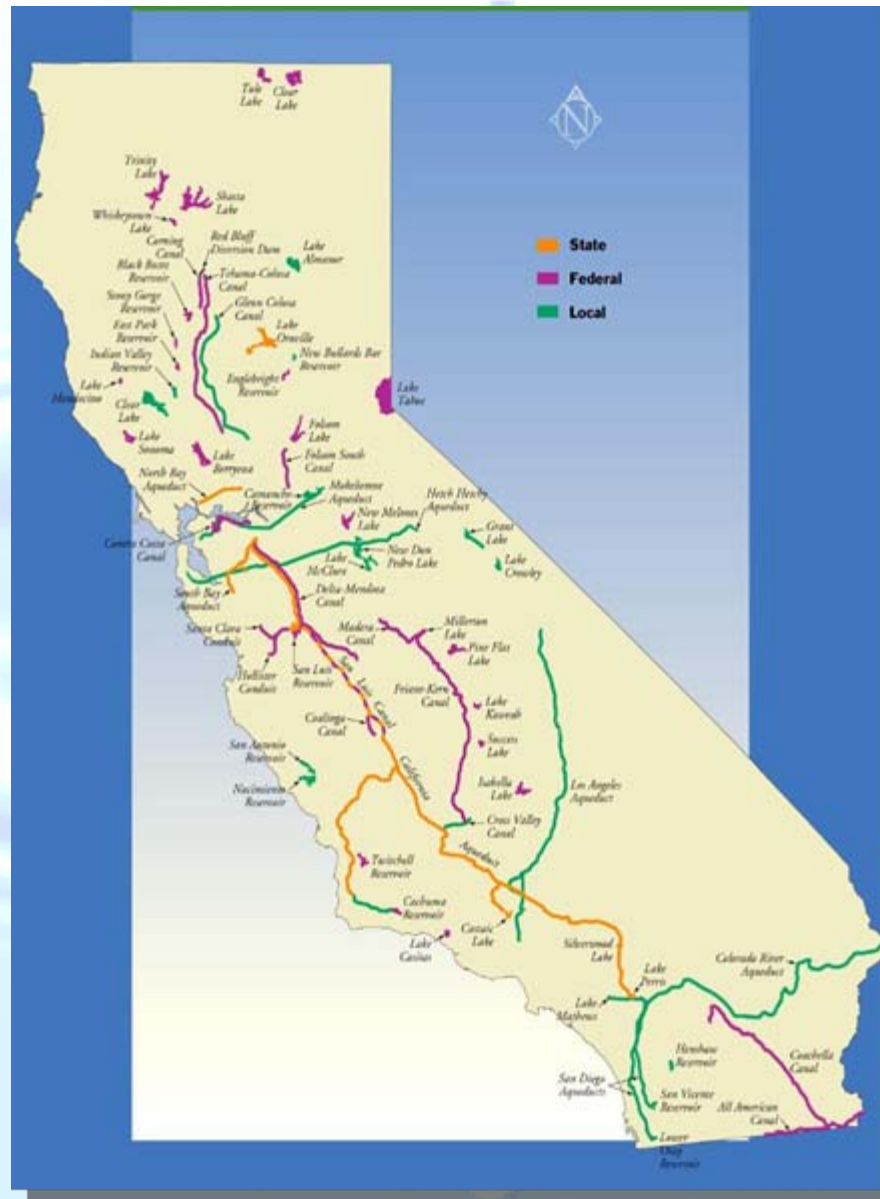 N
State
Federal
Local
Tule
Lake
Clear
Lake
Trinity
Lake
Shasta
Lake
Whiskeytown
Lake
Corning
Canal
Red Bluff
Diversion Dam
Lake
Almanor
Black Butte
Reservoir
Tehama-Colusa
Canal
Stony Gorge
Reservoir
Glenn Colusa
Canal
East Park
Reservoir
Lake
Oroville
Indian Valley
Reservoir
New Bullards Bar
Reservoir
Englebright
Reservoir
Lake
Mendocino
Clear
Lake
Lake
Tahoe
Lake
Sonoma
Lake
Berryessa
Folsom
Lake
Folsom South
Canal
North Bay
Aqueduct
Camanche
Reservoir
Mokelumne
Aqueduct
Hetch Hetchy
Aqueduct
New Melones
Lake
Grant
Lake
Contra Costa
Canal
Lake
McClure
New Don
Pedro Lake
Lake
Crowley
South Bay
Aqueduct
Delta-Mendota
Canal
Santa Clara
Conduit
Madera
Canal
Millerton
Lake
Pine Flat
Lake
Hollister
Conduit
San Luis
Reservoir
San Luis Canal
Friant-Kern
Canal
Lake
Kaweah
Coalinga
Canal
Success
Lake
San Antonio
Reservoir
California
Aqueduct
Isabella
Lake
Los Angeles
Aqueduct
Nacimiento
Reservoir
Cross Valley
Canal
Twitchell
Reservoir
Cachuma
Reservoir
Lake
Casitas
Castaic
Lake
Silverwood
Lake
Lake
Perris
Colorado River
Aqueduct
Lake
Mathews
Henshaw
Reservoir
Coachella
Canal
San Diego
Aqueducts
San Vicente
Reservoir
All American
Canal
Lower
Otay
Reservoir